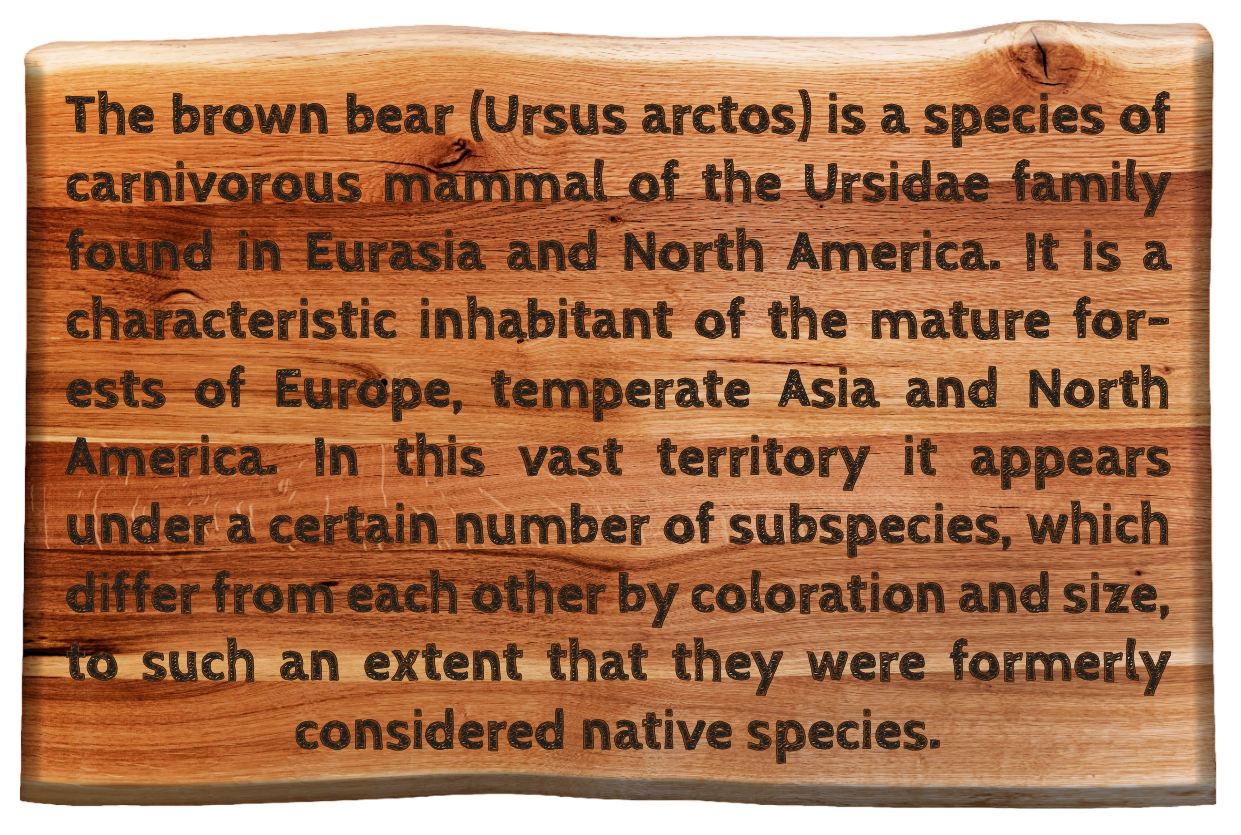 The brown bear (Ursus arctos) is a species of
carnivorous mammal of the Ursidae family
found in Eurasia and North America. It is a
characteristic inhabitant of the mature for-
ests of Europe, temperate Asia and North
America. In this vast territory it appears
under a certain number of subspecies, which
differ from each other by coloration and size,
to such an extent that they were formerly
considered native species.